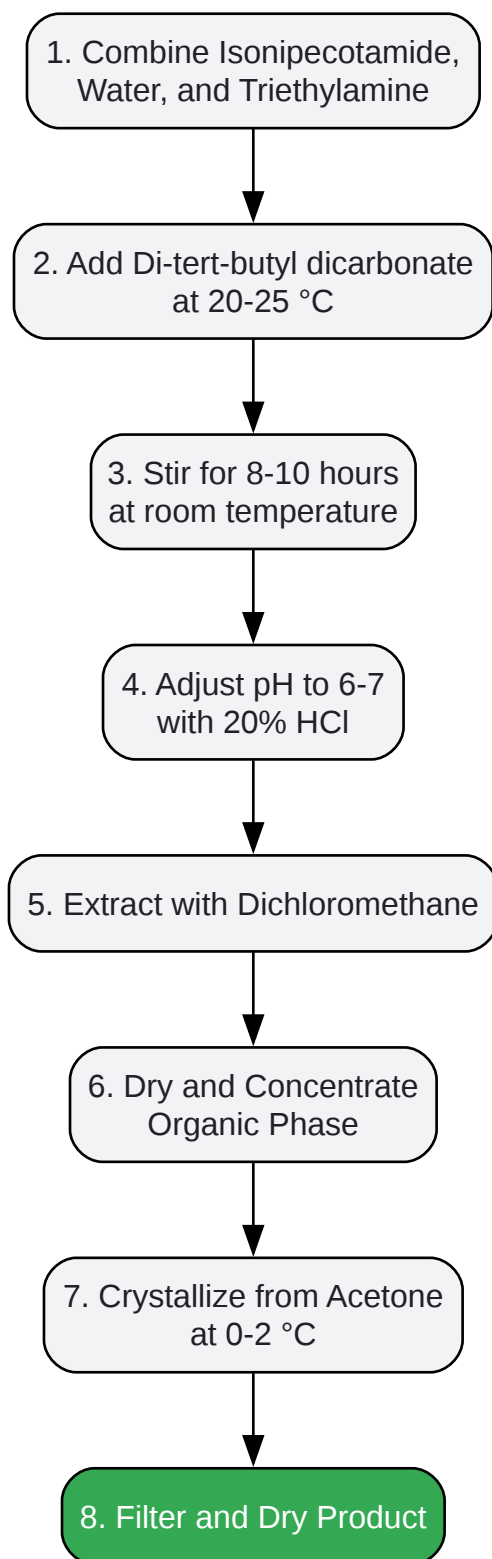 1. Combine Isonipecotamide,
Water, and Triethylamine
2. Add Di-tert-butyl dicarbonate
at 20-25 °C
3. Stir for 8-10 hours
at room temperature
4. Adjust pH to 6-7
with 20% HCl
5. Extract with Dichloromethane
6. Dry and Concentrate
Organic Phase
7. Crystallize from Acetone
at 0-2 °C
8. Filter and Dry Product